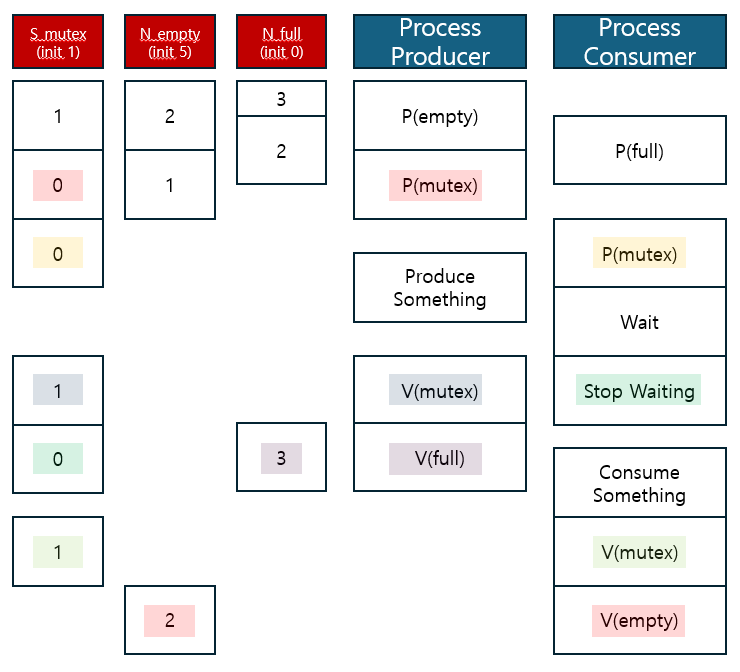 S_mutex
(init 1)
N_empty
(init 5)
N_full
(init 0)
Process
Producer
Process
Consumer
1
2
3
P(empty)
2
P(full)
0
1
P(mutex)
0
P(mutex)
Produce
Something
Wait
1
V(mutex)
Stop Waiting
0
3
V(full)
Consume
Something
1
V(mutex)
2
V(empty)